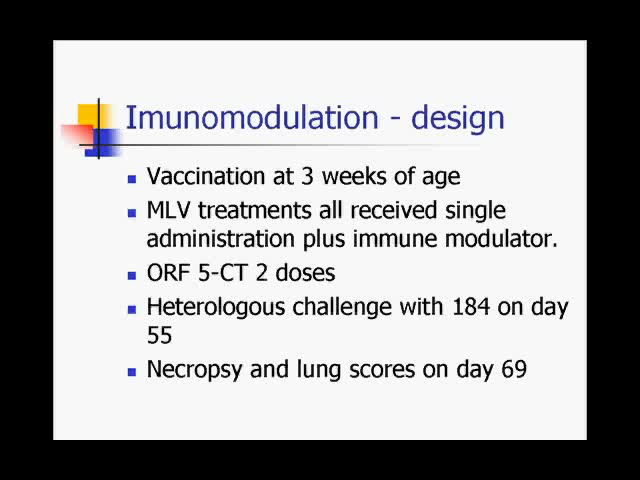 Imunomodulation - design
Vaccination at 3 weeks of age
MLV treatments all received single
administration plus immune modulator.
ORF 5-CT 2 doses
Heterologous challenge with 184 on day
55
Necropsy and lung scores on day 69